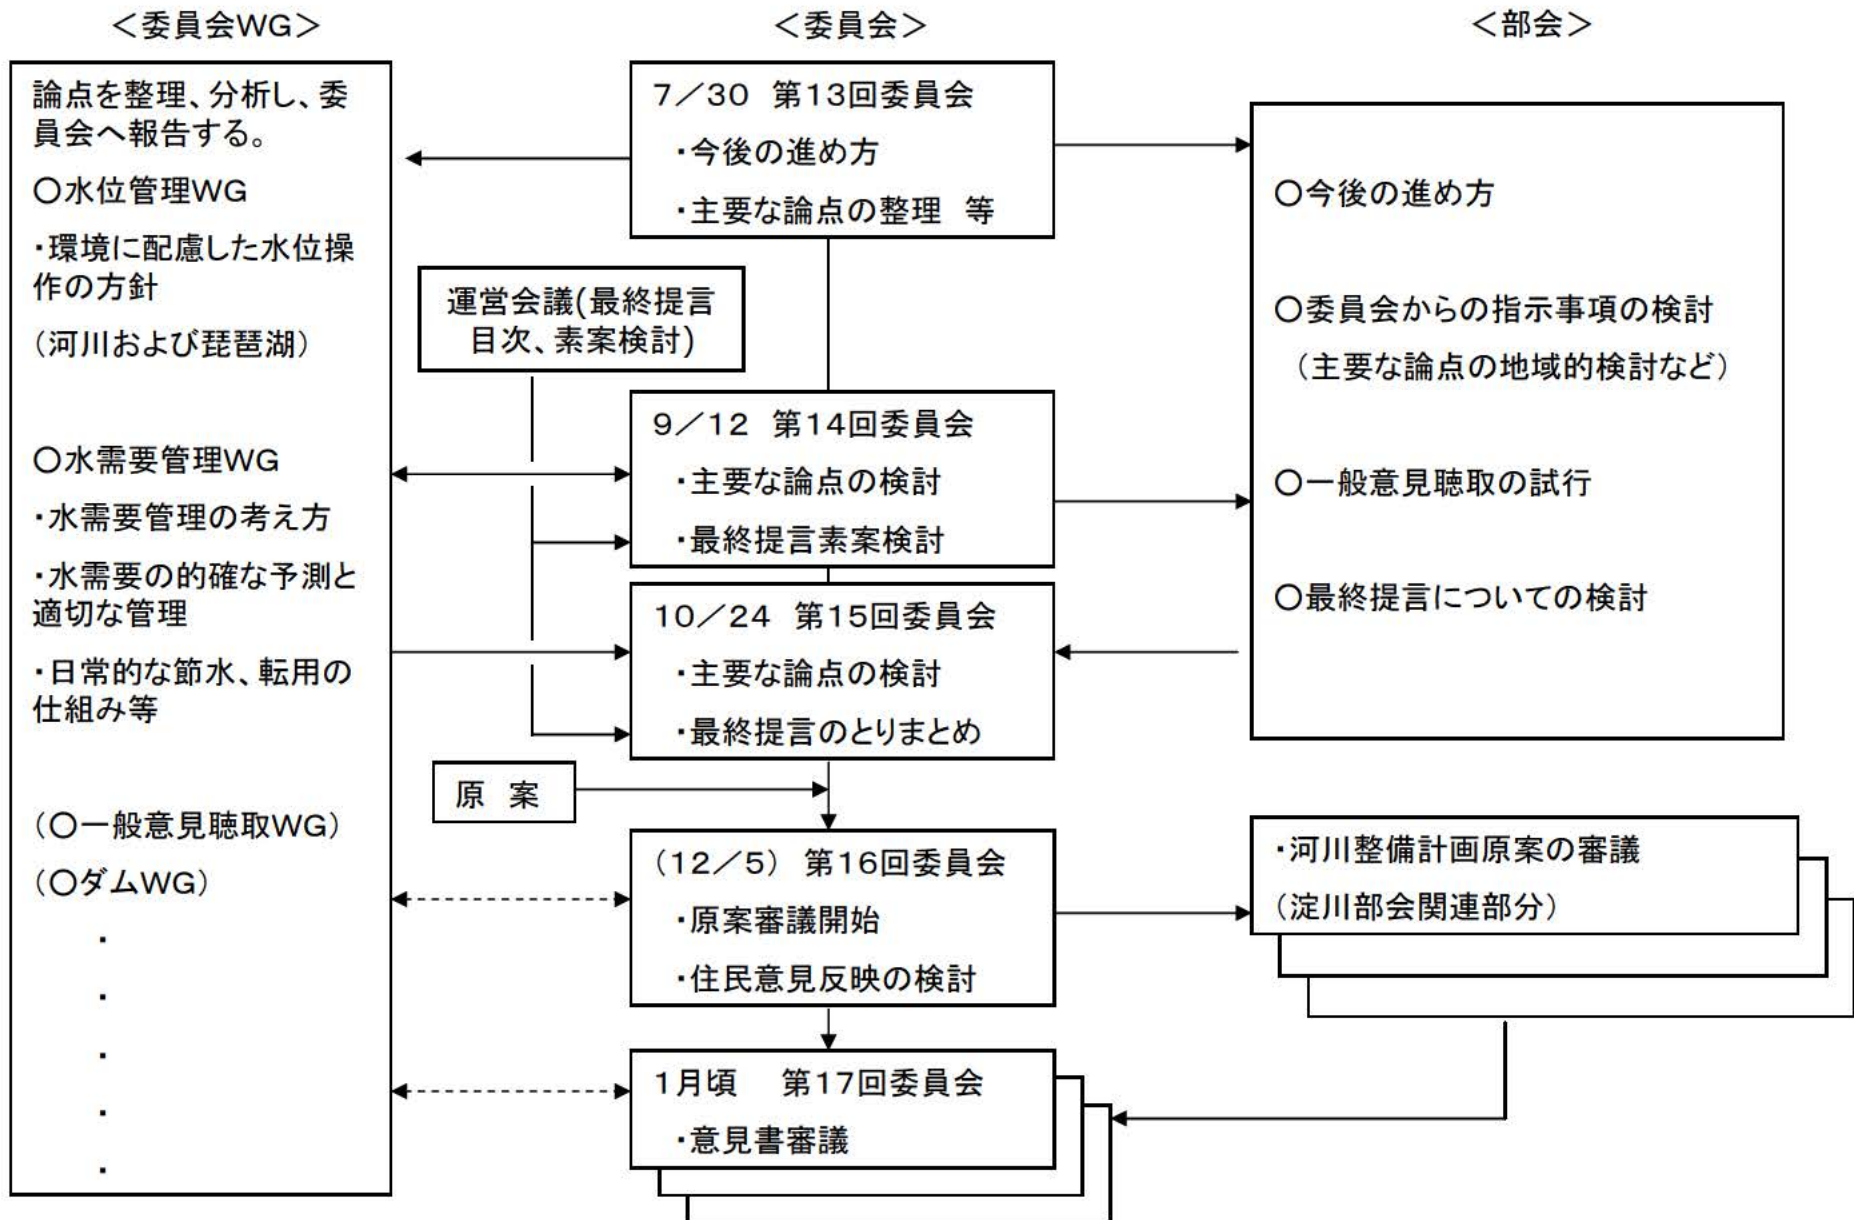 ＜委員会WG＞
論点を整理、分析し、委
員会へ報告する。
○水位管理WG
・環境に配慮した水位操
作の方針
（河川および琵琶湖）
○水需要管理WG
・水需要管理の考え方
・水需要の的確な予測と
適切な管理
・日常的な節水、転用の
仕組み等
（○一般意見聴取WG）
（○ダムWG）
・
・
・
・
・
＜委員会＞
7／30 第13回委員会
・今後の進め方
・主要な論点の整理 等
運営会議(最終提言
目次、素案検討)
9／12 第14回委員会
・主要な論点の検討
・最終提言素案検討
10／24 第15回委員会
・主要な論点の検討
・最終提言のとりまとめ
原 案
（12／5） 第16回委員会
・原案審議開始
・住民意見反映の検討
1月頃 第17回委員会
・意見書審議
＜部会＞
○今後の進め方
○委員会からの指示事項の検討
（主要な論点の地域的検討など）
○一般意見聴取の試行
○最終提言についての検討
・河川整備計画原案の審議
（淀川部会関連部分）